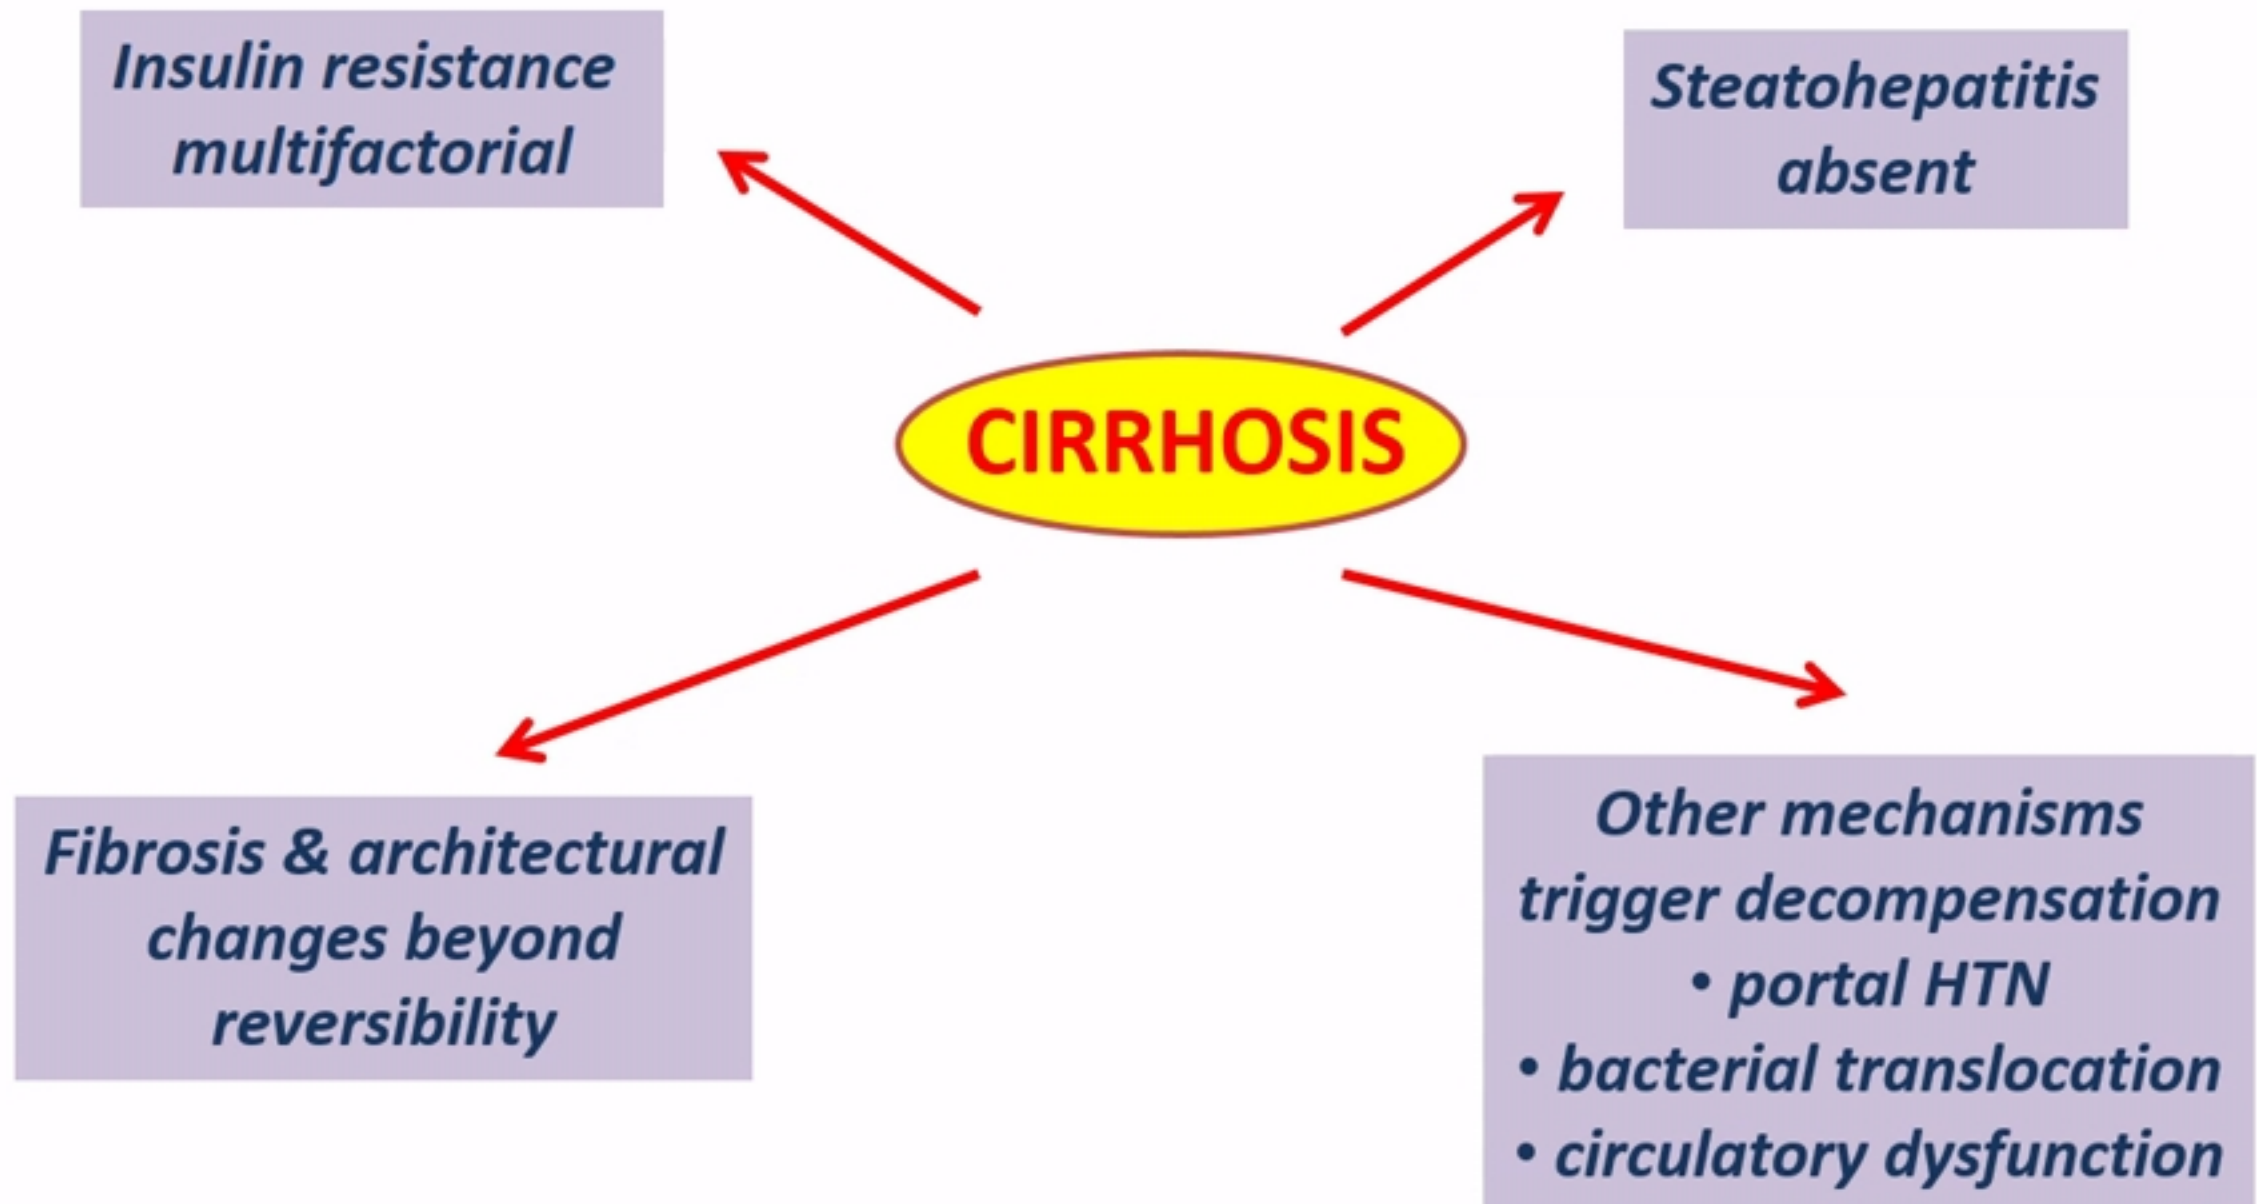 Insulin resistance
multifactorial
Steatohepatitis
absent
CIRRHOSIS
Fibrosis & architectural
changes beyond
reversibility
Other mechanisms
trigger decompensation
• portal HTN
• bacterial translocation
• circulatory dysfunction